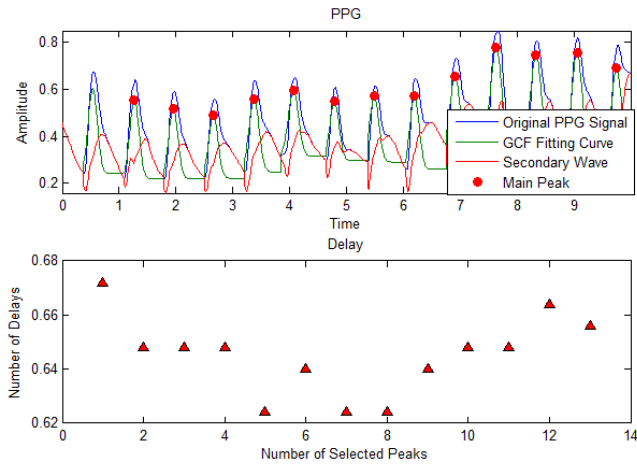 PPG
Amplitude
0.8
0.6
0.4
0.2
0 1 2 3 4 5 6 7 8 9
Time
Original PPG Signal
GCF Fitting Curve
Secondary Wave
Main Peak
Delay
Number of Delays
0.68
0.66
0.64
0.62
0 2 4 6 8 10 12 14
Number of Selected Peaks